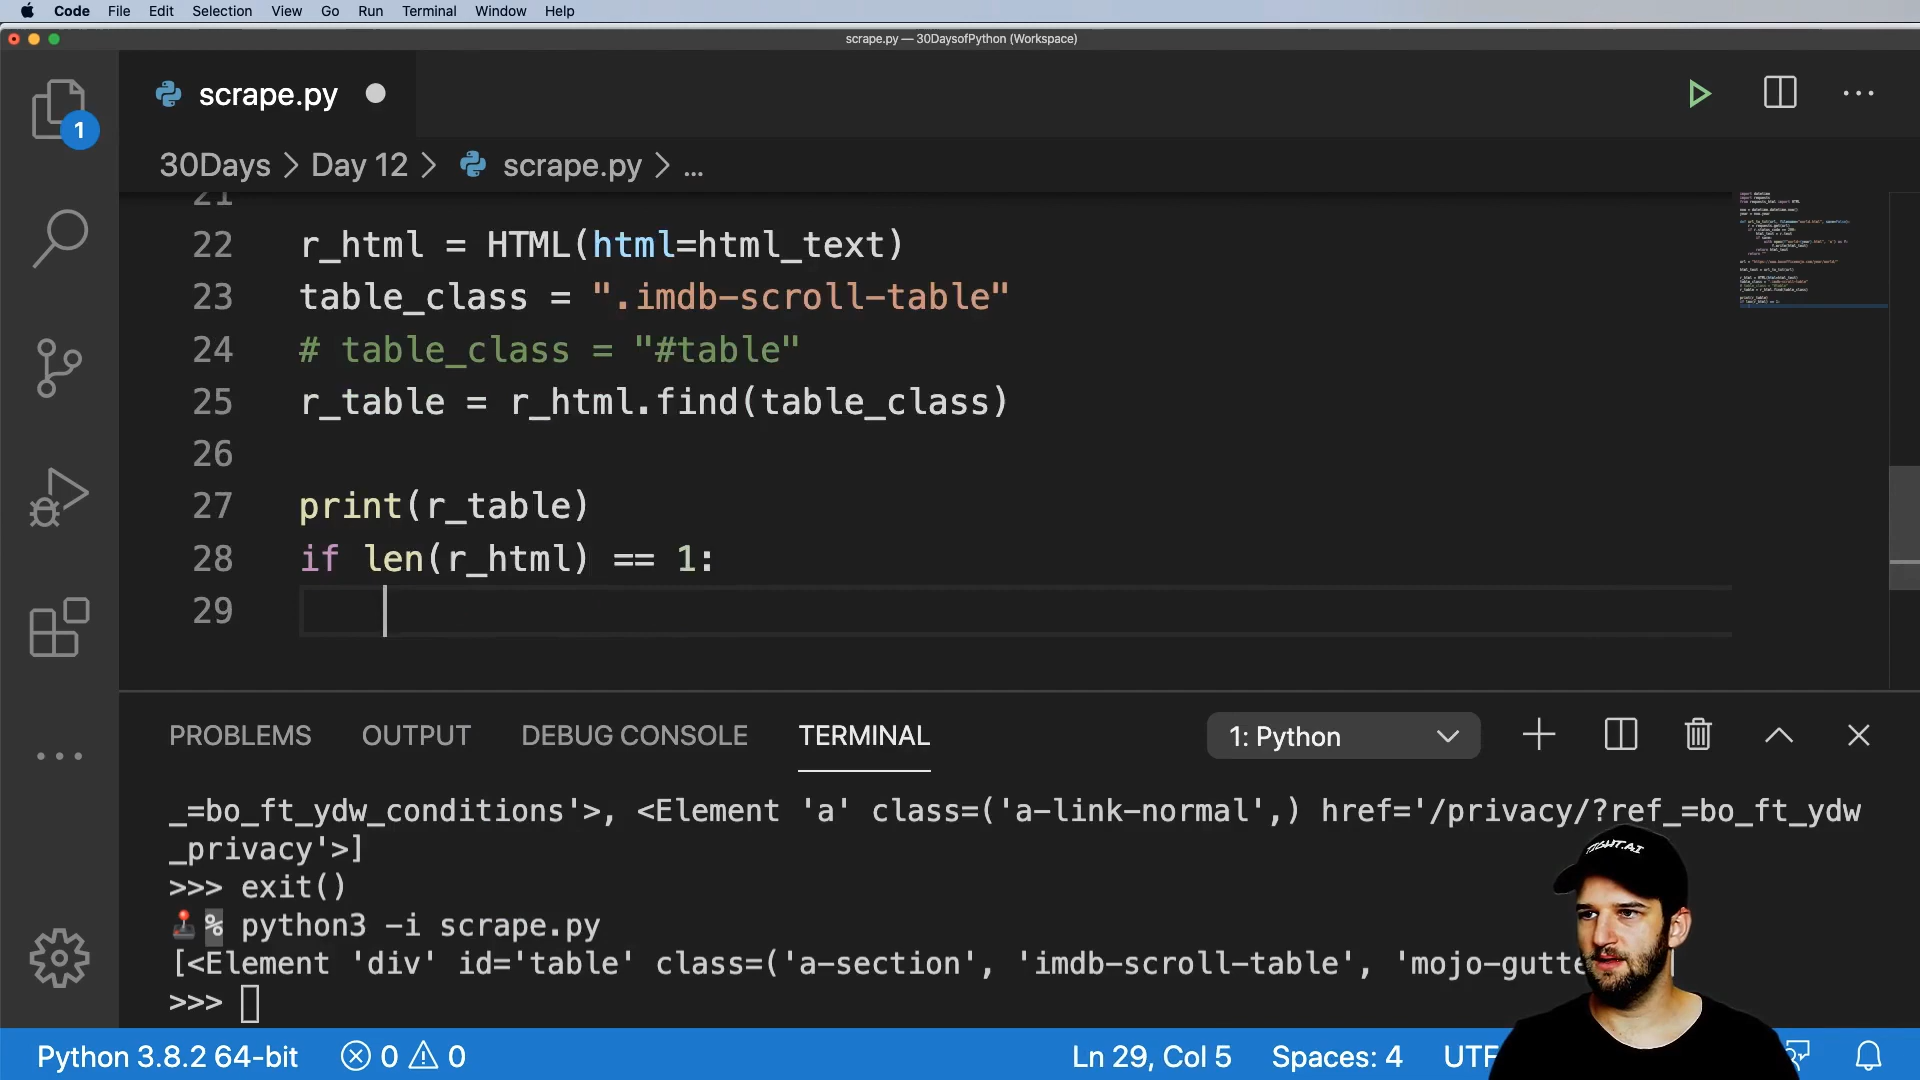 Code File Edit Selection View Go Run Terminal Window Help
scrape.py — 30DaysofPython (Workspace)
scrape.py
1
30Days > Day 12 > scrape.py > ...
21
22 r_html = HTML(html=html_text)
23 table_class = ".imdb-scroll-table"
24 # table_class = "#table"
25 r_table = r_html.find(table_class)
26
27 print(r_table)
28 if len(r_html) == 1:
29
PROBLEMS OUTPUT DEBUG CONSOLE TERMINAL 1: Python
_=bo_ft_ydw_conditions'>, <Element 'a' class=('a-link-normal',) href='/privacy/?ref_=bo_ft_ydw
_privacy'>]
>>> exit()
% python3 -i scrape.py
[<Element 'div' id='table' class=('a-section', 'imdb-scroll-table', 'mojo-gutte
>>>
TIGHT.AI
Python 3.8.2 64-bit 0 0 Ln 29, Col 5 Spaces: 4 UTF